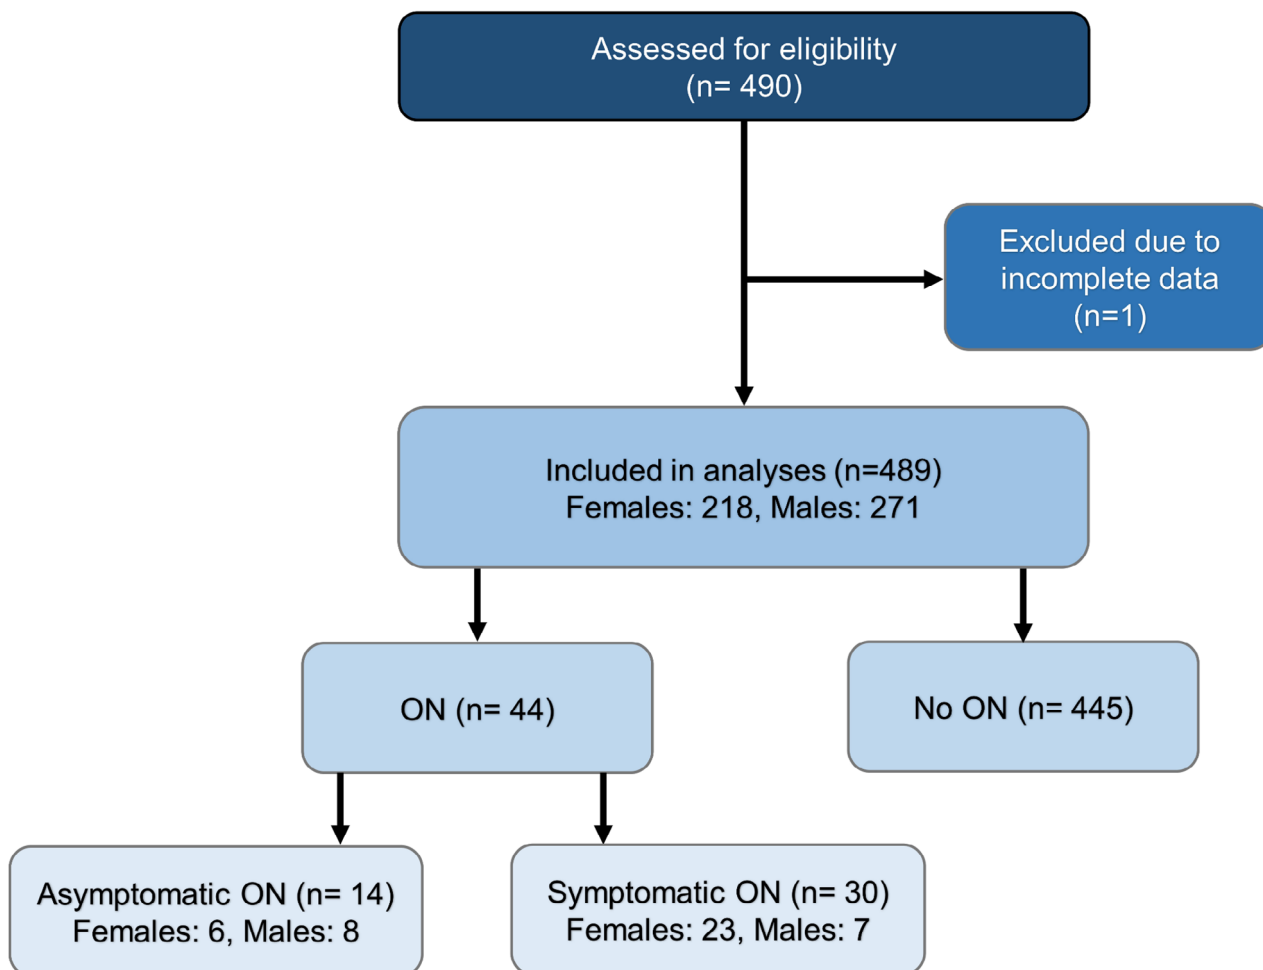 Assessed for eligibility
(n= 490)
Excluded due to
incomplete data
(n=1)
Included in analyses (n=489)
Females: 218, Males: 271
ON (n= 44)
No ON (n= 445)
Asymptomatic ON (n= 14)
Females: 6, Males: 8
Symptomatic ON (n= 30)
Females: 23, Males: 7